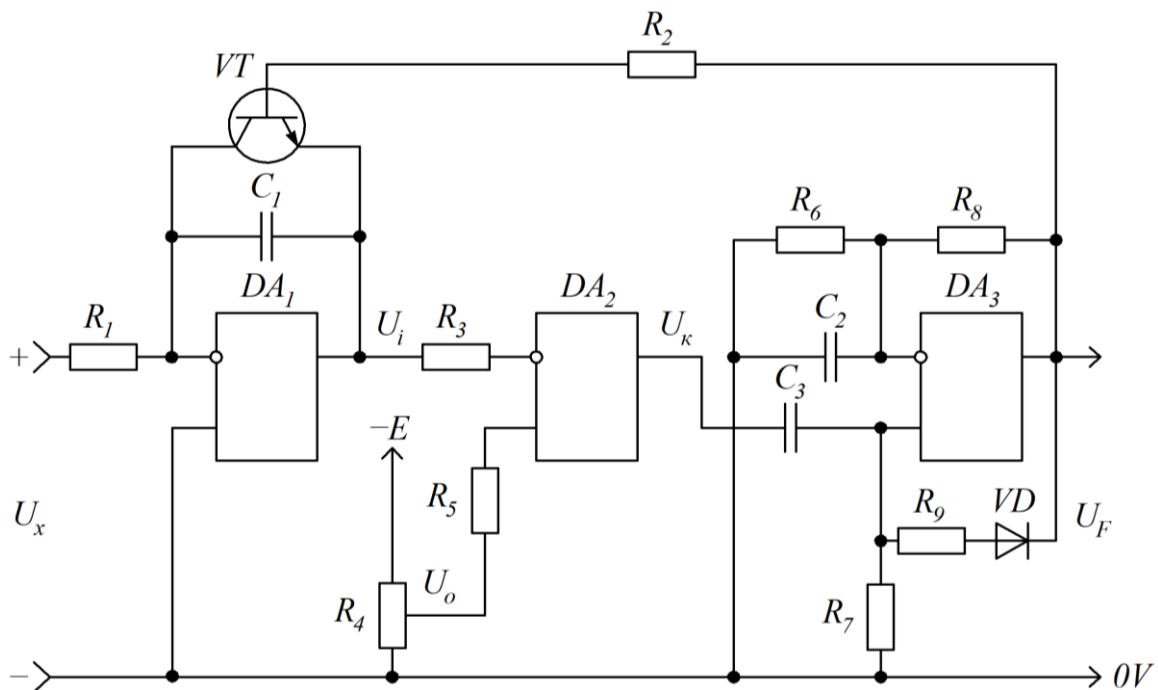 R₂
VT
C₁
R₆
R₈
DA₁
DA₂
DA₃
R₁
Uᵢ
R₃
Uк
C₂
+
C₃
−E
Uₓ
R₅
R₉
VD
U_F
R₄
Uₒ
R₇
−
0V